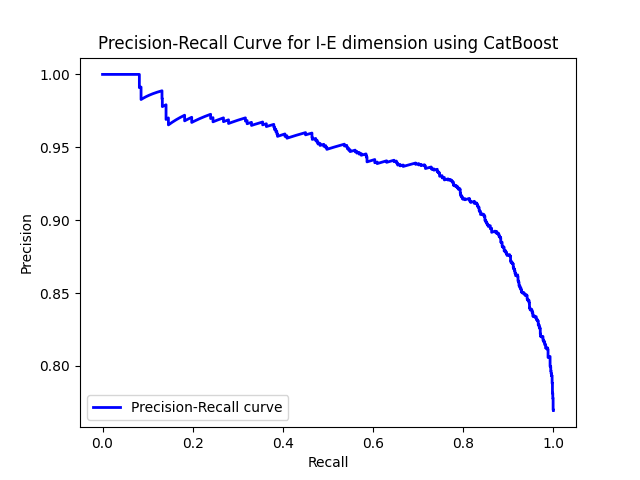 Precision-Recall Curve for I-E dimension using CatBoost
1.00
0.95
0.90
0.85
0.80
Precision
Precision-Recall curve
0.0 0.2 0.4 0.6 0.8 1.0
Recall